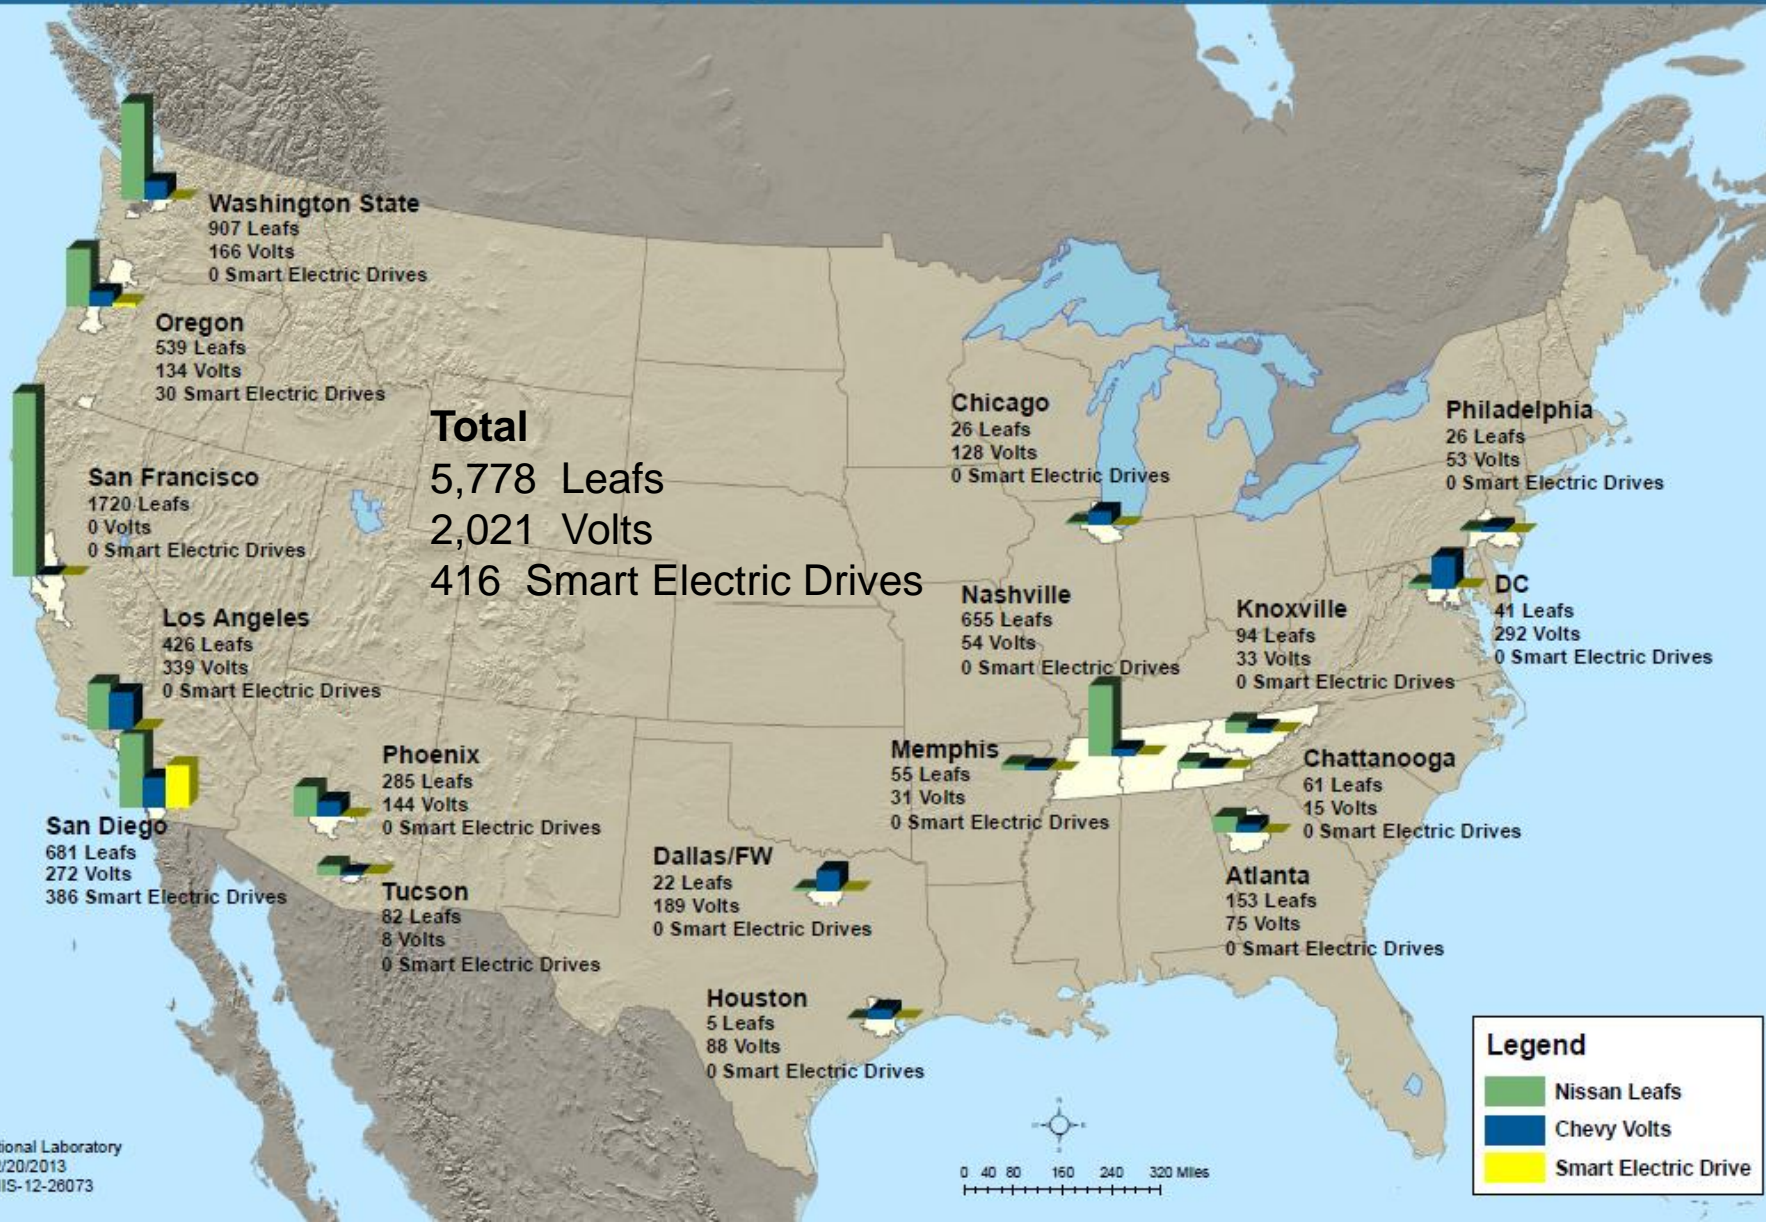 Washington State
907 Leafs
166 Volts
0 Smart Electric Drives
Oregon
539 Leafs
134 Volts
30 Smart Electric Drives
San Francisco
1720 Leafs
0 Volts
0 Smart Electric Drives
Total
5,778 Leafs
2,021 Volts
416 Smart Electric Drives
Los Angeles
426 Leafs
339 Volts
0 Smart Electric Drives
San Diego
681 Leafs
272 Volts
386 Smart Electric Drives
Phoenix
285 Leafs
144 Volts
0 Smart Electric Drives
Tucson
82 Leafs
8 Volts
0 Smart Electric Drives
Dallas/FW
22 Leafs
189 Volts
0 Smart Electric Drives
Houston
5 Leafs
88 Volts
0 Smart Electric Drives
Chicago
26 Leafs
128 Volts
0 Smart Electric Drives
Nashville
655 Leafs
54 Volts
0 Smart Electric Drives
Memphis
55 Leafs
31 Volts
0 Smart Electric Drives
Knoxville
94 Leafs
33 Volts
0 Smart Electric Drives
Chattanooga
61 Leafs
15 Volts
0 Smart Electric Drives
Atlanta
153 Leafs
75 Volts
0 Smart Electric Drives
Philadelphia
26 Leafs
53 Volts
0 Smart Electric Drives
DC
41 Leafs
292 Volts
0 Smart Electric Drives
Legend
Nissan Leafs
Chevy Volts
Smart Electric Drive
0 40 80 160 240 320 Miles
tional Laboratory
/20/2013
IS-12-26073